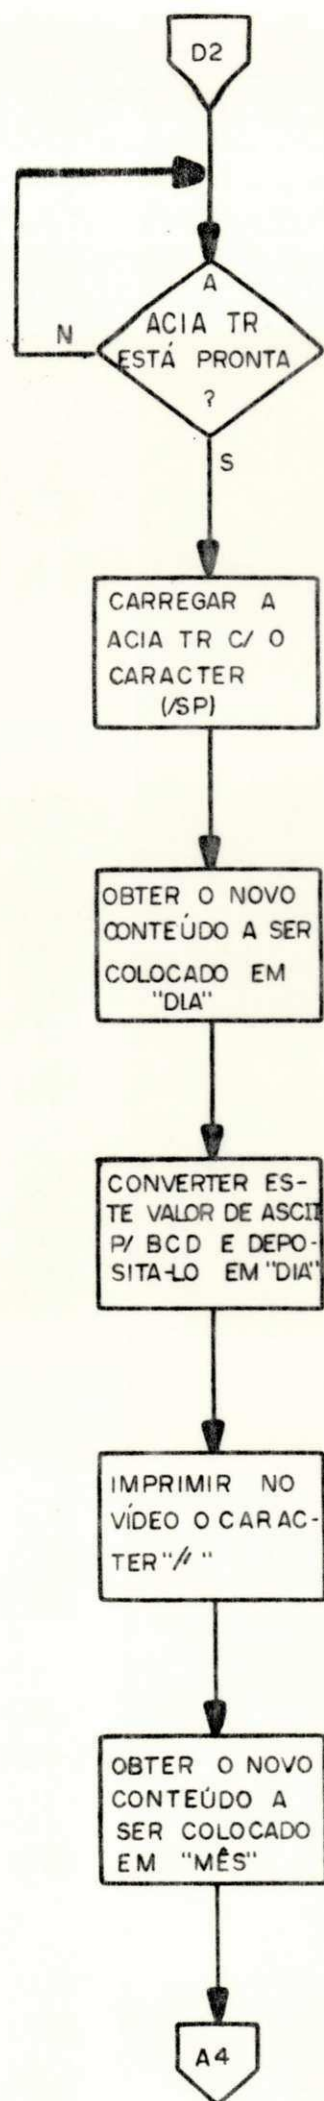 D2
A
ACIA TR
ESTÁ PRONTA
?
N
S
CARREGAR A
ACIA TR C/ O
CARACTER
(/SP)
OBTER O NOVO
CONTEÚDO A SER
COLOCADO EM
"DIA"
CONVERTER ES-
TE VALOR DE ASCII
P/ BCD E DEPO-
SITA-LO EM "DIA"
IMPRIMIR NO
VÍDEO O CARAC-
TER "/"
OBTER O NOVO
CONTEÚDO A
SER COLOCADO
EM "MÊS"
A4